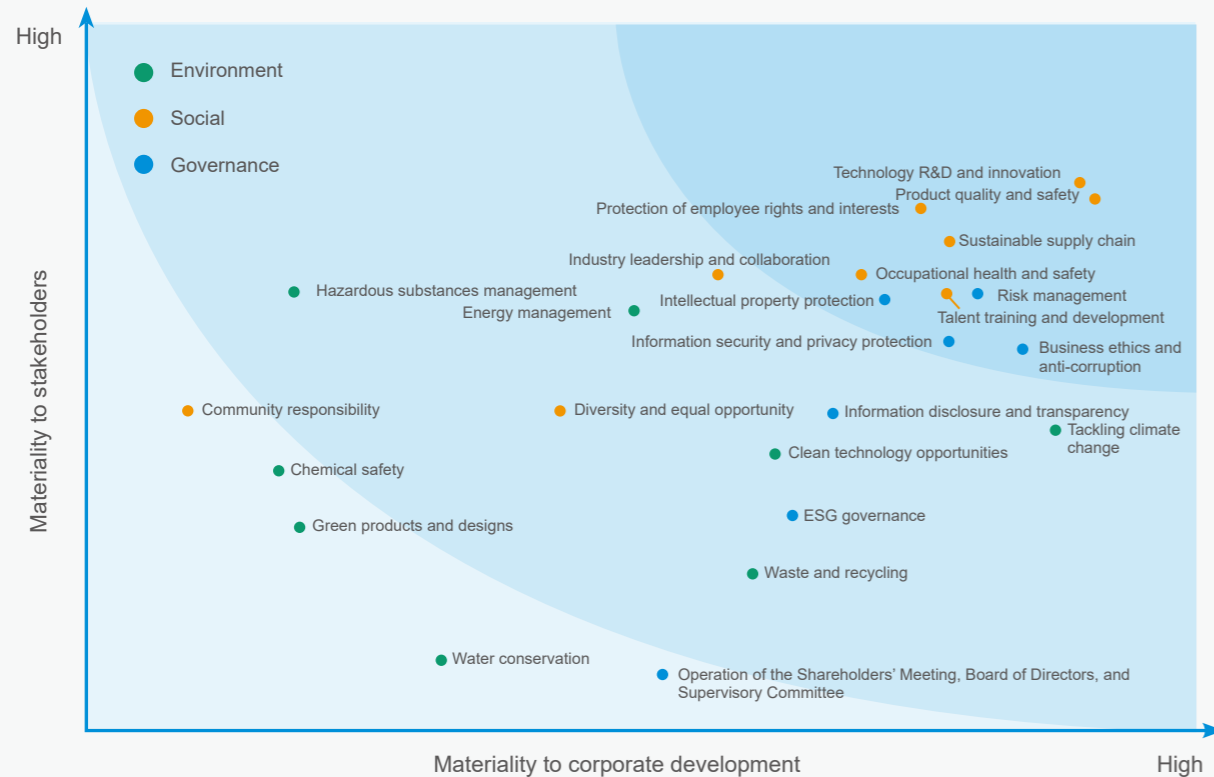 High
Environment
Social
Governance
Technology R&D and innovation
Product quality and safety
Protection of employee rights and interests
Sustainable supply chain
Industry leadership and collaboration
Occupational health and safety
Hazardous substances management
Intellectual property protection
Risk management
Energy management
Talent training and development
Information security and privacy protection
Business ethics and
anti-corruption
Community responsibility
Diversity and equal opportunity
Information disclosure and transparency
Tackling climate
change
Clean technology opportunities
Chemical safety
Green products and designs
ESG governance
Waste and recycling
Water conservation
Operation of the Shareholders’ Meeting, Board of Directors, and
Supervisory Committee
Materiality to stakeholders
Materiality to corporate development
High